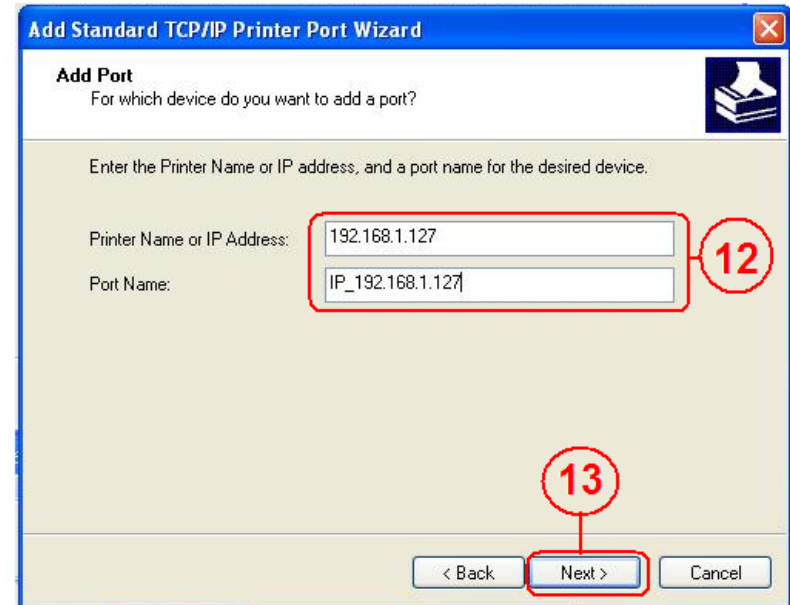 Add Standard TCP/IP Printer Port Wizard
Add Port
For which device do you want to add a port?
Enter the Printer Name or IP address, and a port name for the desired device.
Printer Name or IP Address: 192.168.1.127
12
Port Name: IP_192.168.1.127
13
< Back Next > Cancel